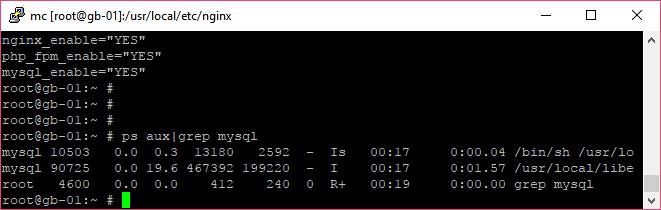 mc [root@gb-01]:/usr/local/etc/nginx
nginx_enable="YES"
php_fpm_enable="YES"
mysql_enable="YES"
root@gb-01:~ #
root@gb-01:~ #
root@gb-01:~ #
root@gb-01:~ # ps aux|grep mysql
mysql 10503   0.0  0.3  13180   2592  -  Is   00:17     0:00.04 /bin/sh /usr/lo
mysql 90725   0.0 19.6 467392 199220  -  I    00:17     0:01.57 /usr/local/libe
root   4600   0.0  0.0    412    240  0  R+   00:19     0:00.00 grep mysql
root@gb-01:~ #